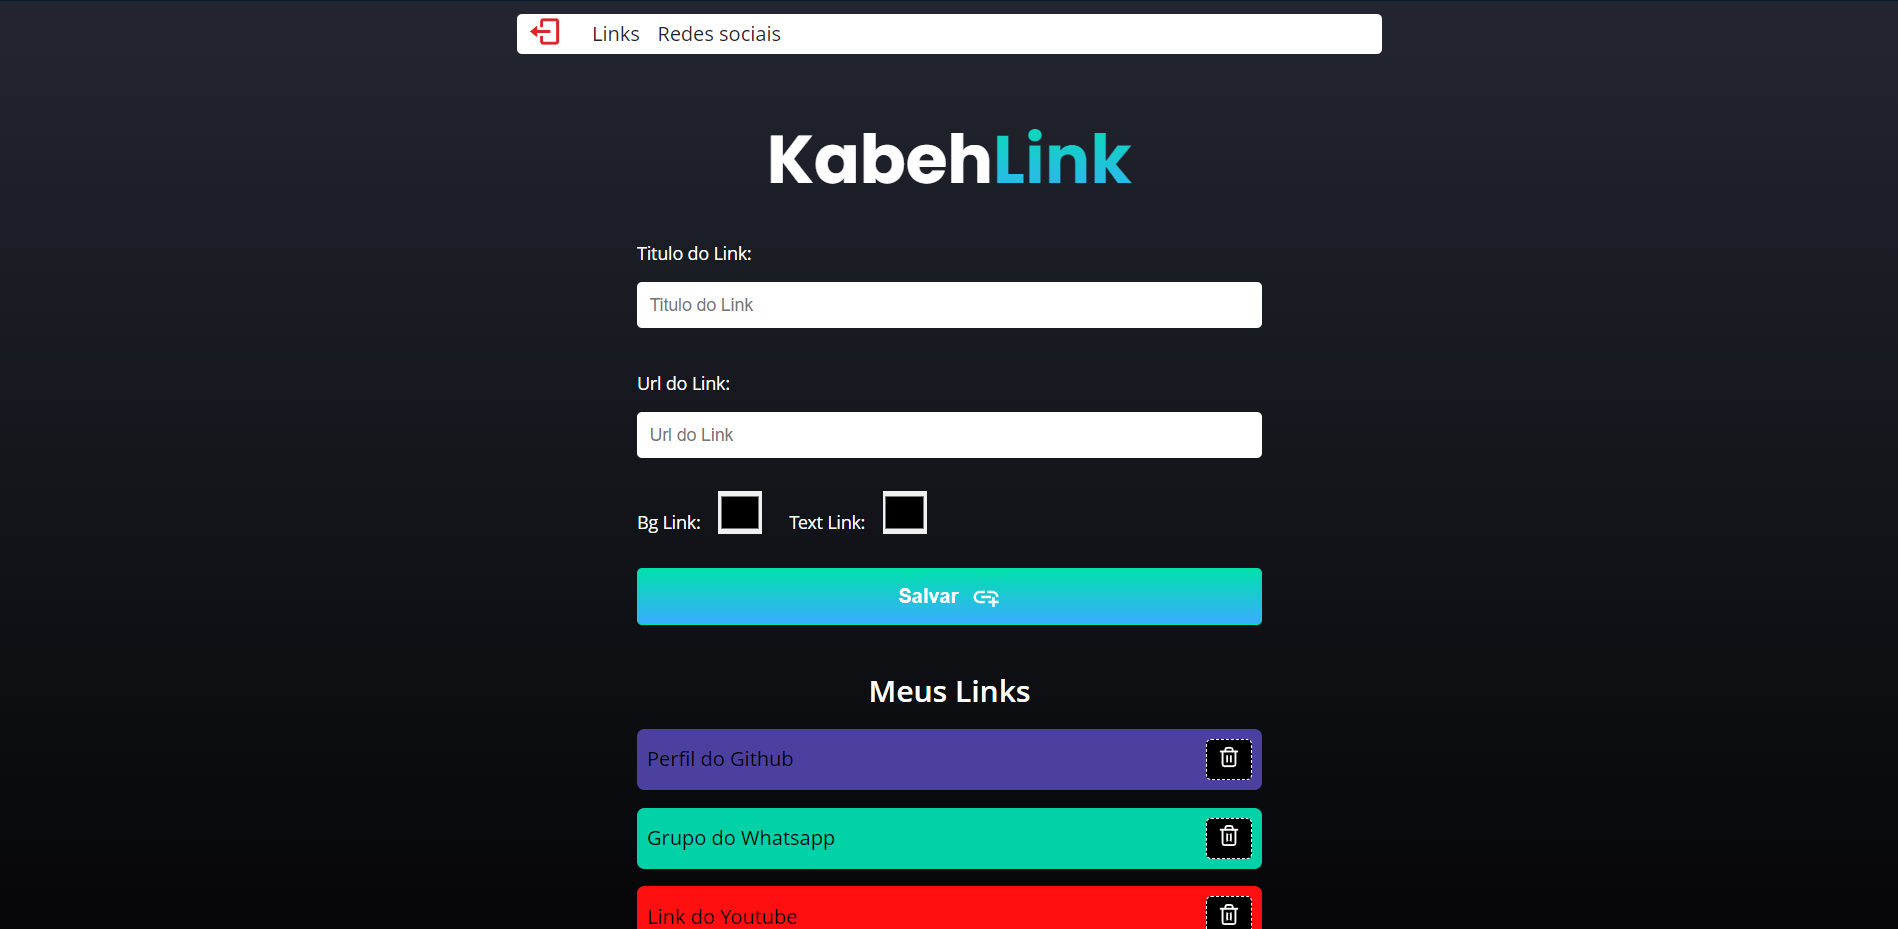 Links Redes sociais
KabehLink
Titulo do Link:
Titulo do Link
Url do Link:
Url do Link
Bg Link: Text Link:
Salvar
Meus Links
Perfil do Github
Grupo do Whatsapp
Link do Youtube